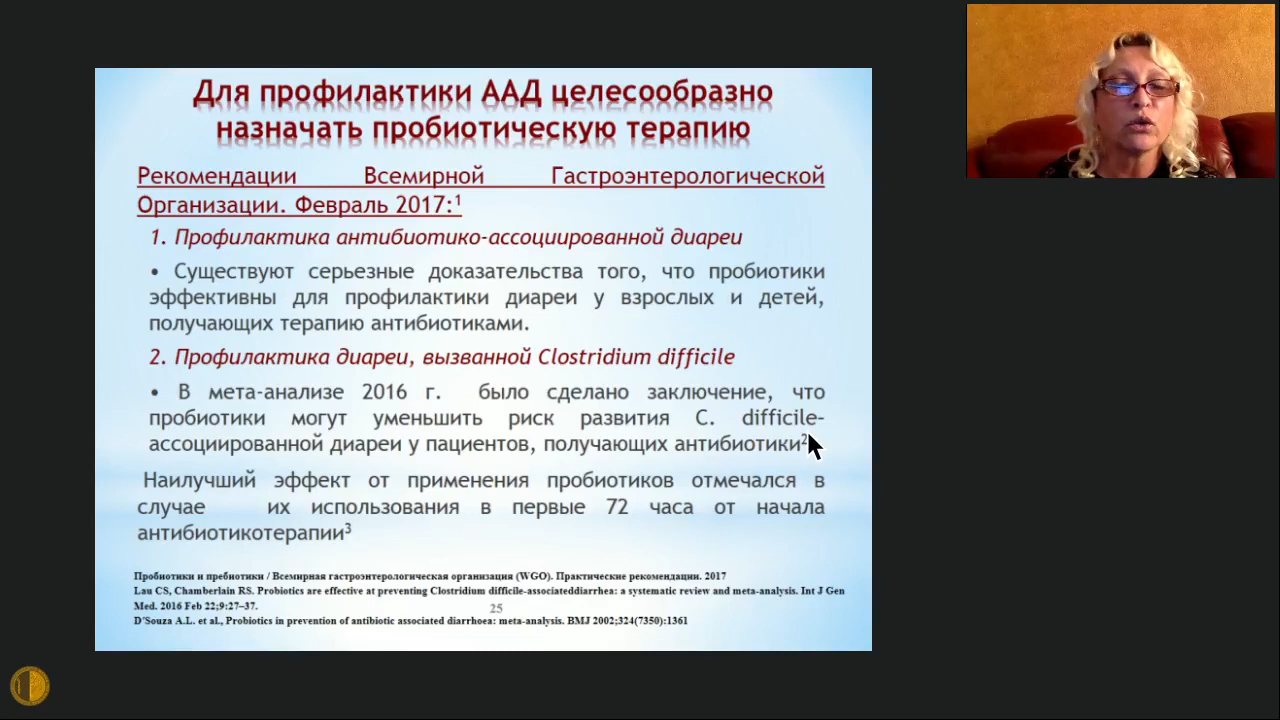 Для профилактики ААД целесообразно
назначать пробиотическую терапию
Рекомендации Всемирной Гастроэнтерологической
Организации. Февраль 2017:1
1. Профилактика антибиотико-ассоциированной диареи
• Существуют серьезные доказательства того, что пробиотики
эффективны для профилактики диареи у взрослых и детей,
получающих терапию антибиотиками.
2. Профилактика диареи, вызванной Clostridium difficile
• В мета-анализе 2016 г. было сделано заключение, что
пробиотики могут уменьшить риск развития C. difficile-
ассоциированной диареи у пациентов, получающих антибиотики2
Наилучший эффект от применения пробиотиков отмечался в
случае их использования в первые 72 часа от начала
антибиотикотерапии3
Пробиотики и пребиотики / Всемирная гастроэнтерологическая организация (WGO). Практические рекомендации. 2017
Lau CS, Chamberlain RS. Probiotics are effective at preventing Clostridium difficile-associateddiarrhea: a systematic review and meta-analysis. Int J Gen
Med. 2016 Feb 22;9:27–37.
25
D'Souza A.L. et al., Probiotics in prevention of antibiotic associated diarrhoea: meta-analysis. BMJ 2002;324(7350):1361